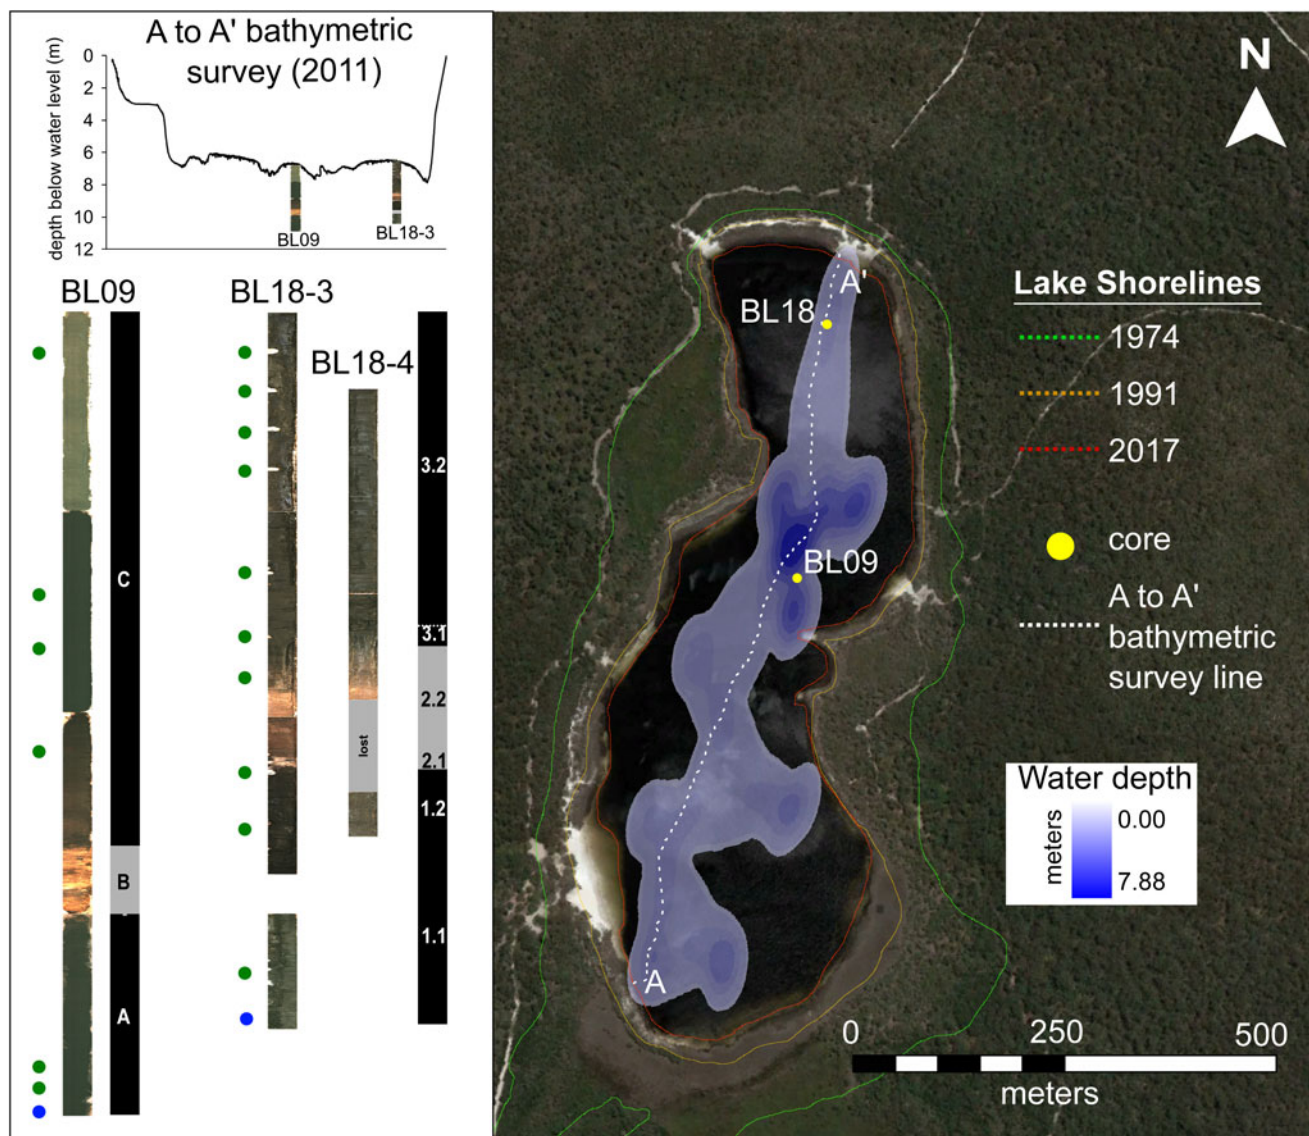 A to A' bathymetric
survey (2011)
depth below water level (m)
0
2
4
6
8
10
12
BL09
BL18-3
BL09
BL18-3
BL18-4
C
B
A
lost
3.2
3.1
2.2
2.1
1.2
1.1
N
A'
BL18
BL09
A
Lake Shorelines
1974
1991
2017
core
A to A'
bathymetric
survey line
Water depth
meters
0.00
7.88
0 250 500
meters